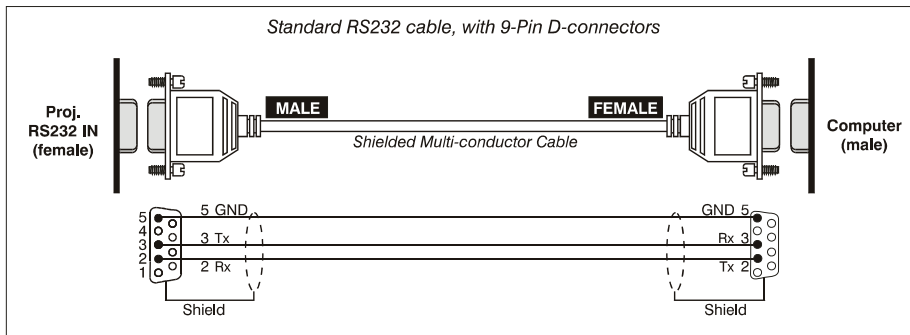 Standard RS232 cable, with 9-Pin D-connectors
Proj.
RS232 IN
(female)
MALE
FEMALE
Shielded Multi-conductor Cable
Computer
(male)
5
4
3
2
1
5 GND
3 Tx
2 Rx
GND 5
Rx 3
Tx 2
Shield
Shield